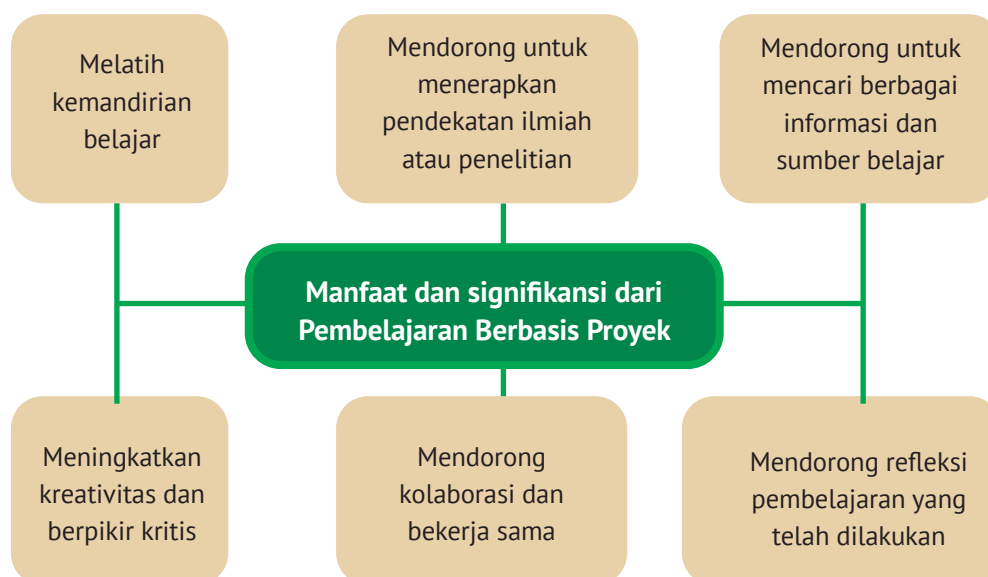 Melatih
kemandirian
belajar
Mendorong untuk
menerapkan
pendekatan ilmiah
atau penelitian
Mendorong untuk
mencari berbagai
informasi dan
sumber belajar
Manfaat dan signifikansi dari
Pembelajaran Berbasis Proyek
Meningkatkan
kreativitas dan
berpikir kritis
Mendorong
kolaborasi dan
bekerja sama
Mendorong refleksi
pembelajaran yang
telah dilakukan